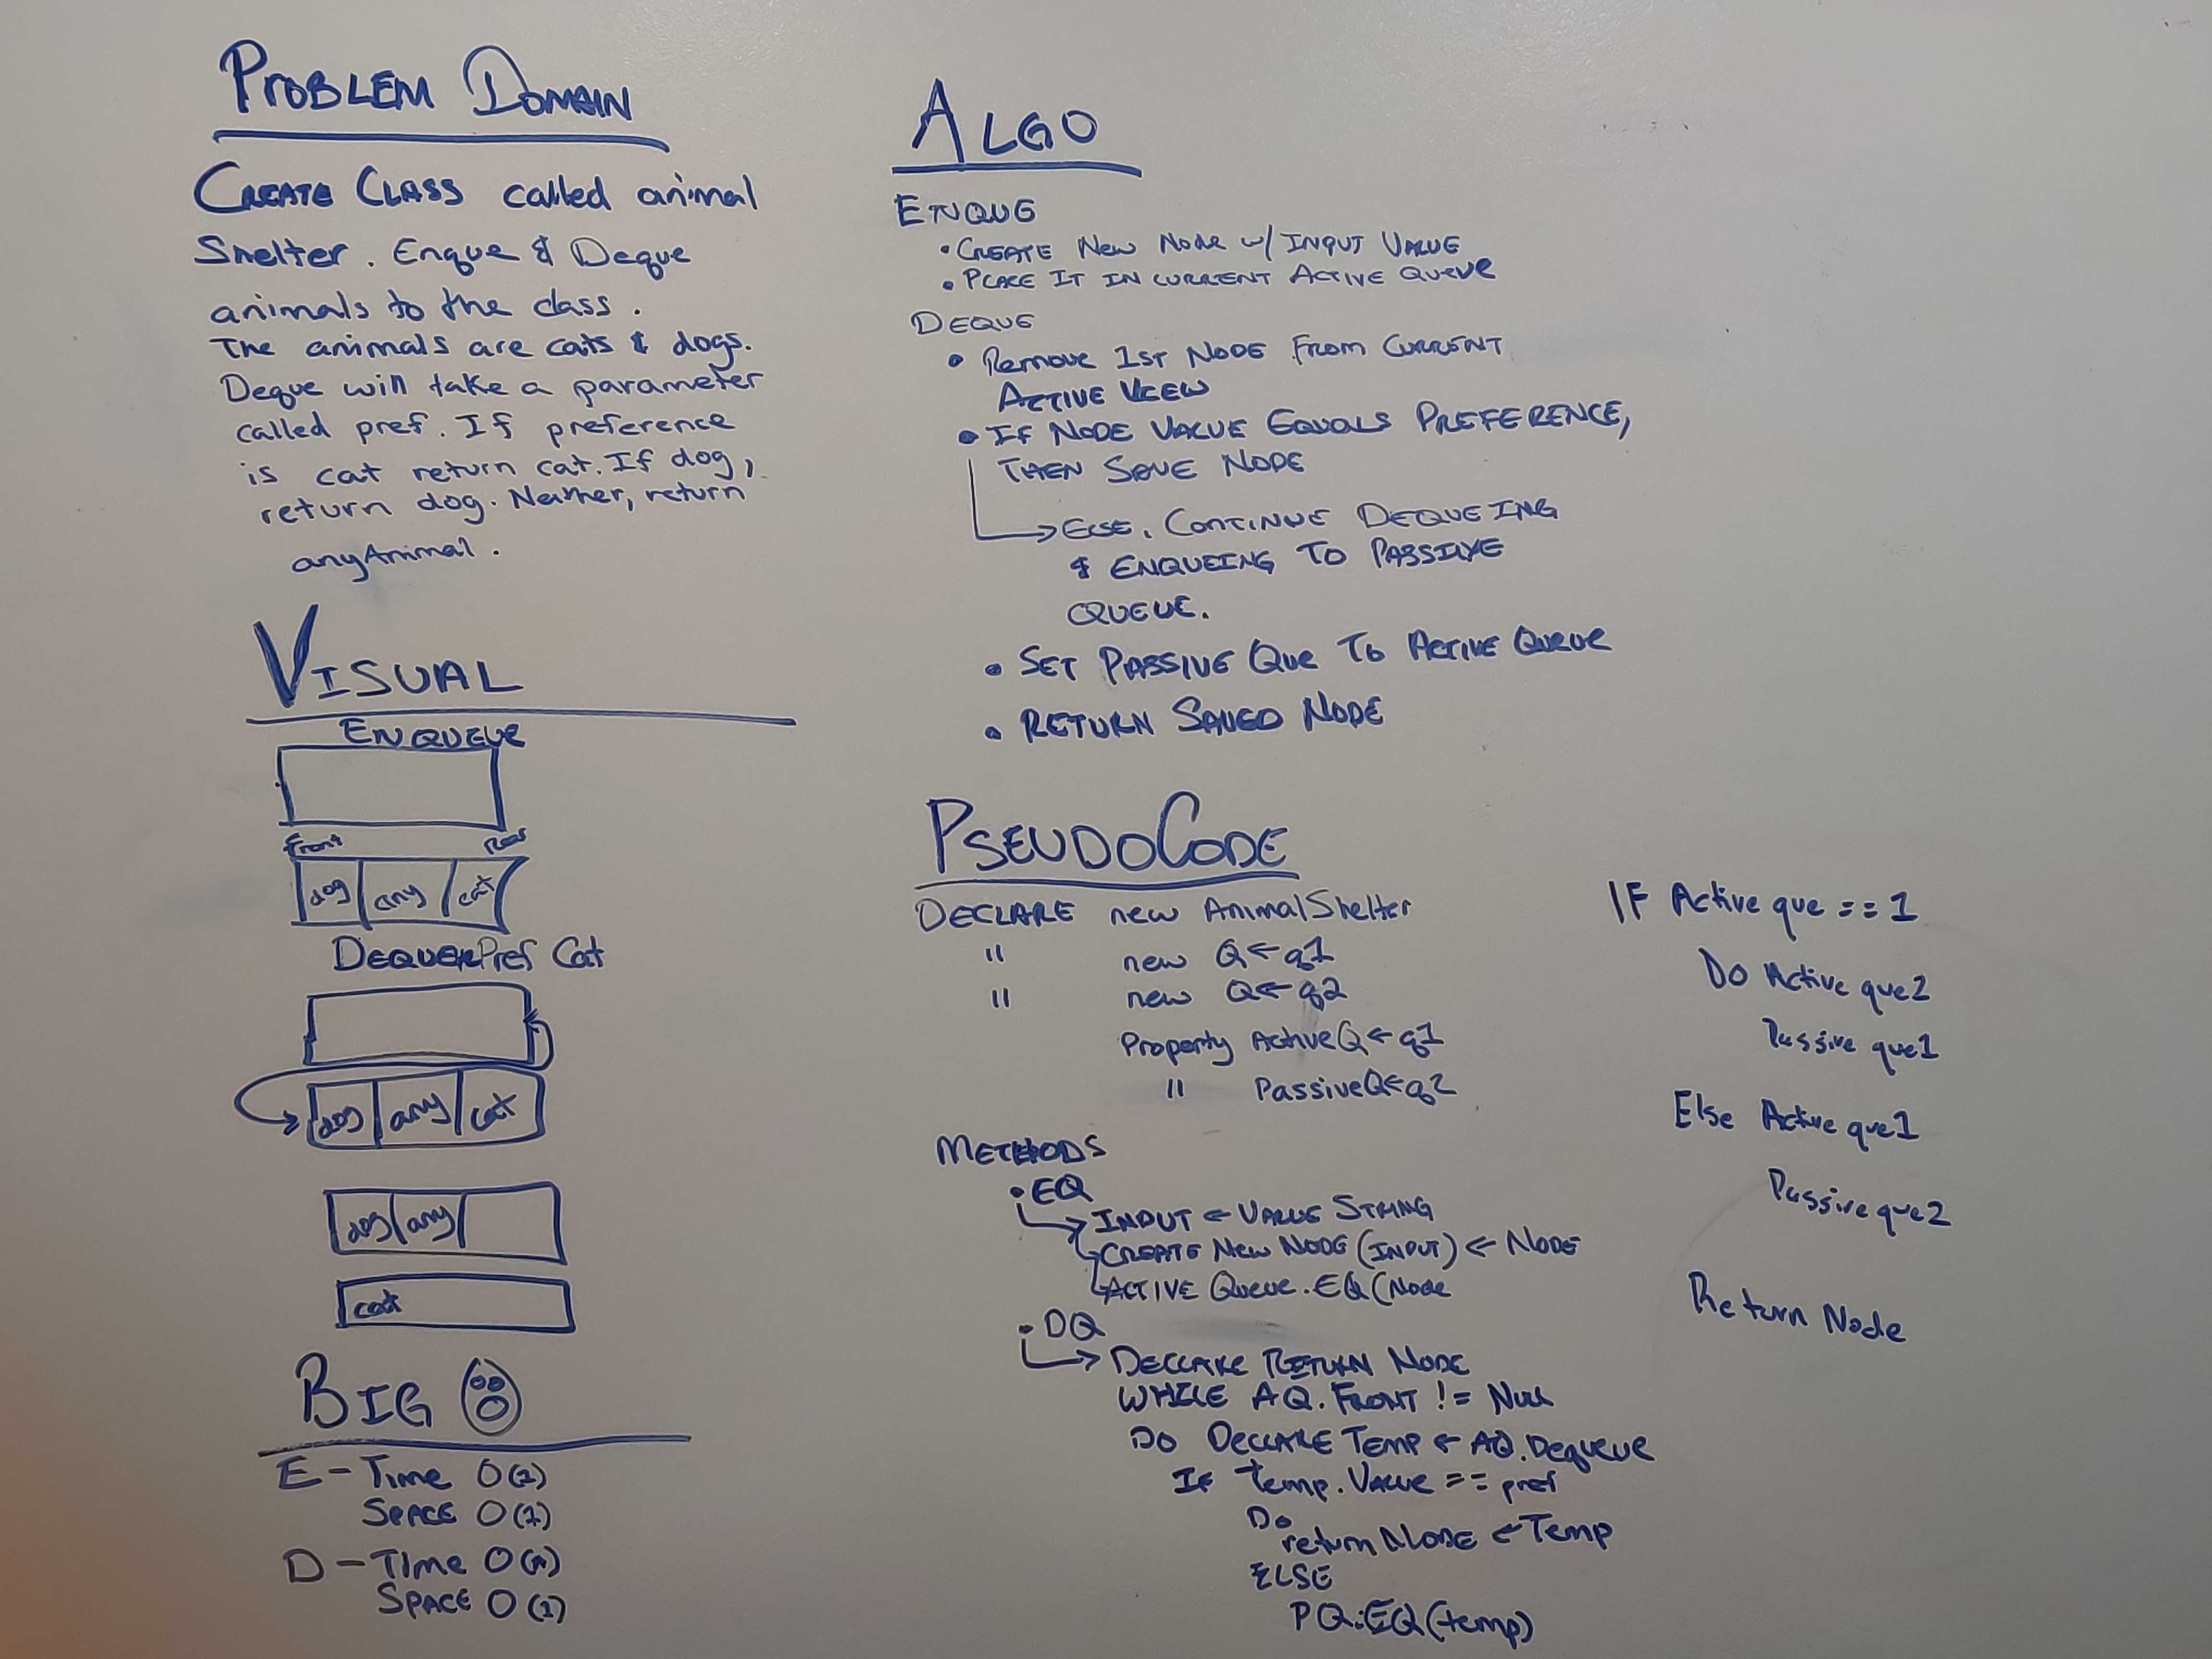 PROBLEM DOMAIN
CREATE CLASS called animal
Shelter. Enque & Deque
animals to the class.
The animals are cats & dogs.
Deque will take a parameter
called pref. If preference
is cat return cat. If dog,
return dog. Neither, return
anyAnimal.
VISUAL
ENQUEUE
Front Rear
dog any cat
DEQUEUE Pref Cat
dog any cat
dog any
cat
BIG O
E - Time O(1)
SPACE O(1)
D - TIme O(n)
SPACE O(1)
ALGO
ENQUE
• CREATE New Node w/ INPUT VALUE
• PLACE IT IN CURRENT ACTIVE QUEUE
DEQUE
• Remove 1st NODE From CURRENT
ACTIVE VIEW
• IF NODE VALUE EQUALS PREFERENCE,
THEN SAVE NODE
ELSE, CONTINUE DEQUEING
& ENQUEING TO PASSIVE
QUEUE.
• SET PASSIVE QUE TO ACTIVE QUEUE
• RETURN SAVED NODE
PSEUDOCODE
DECLARE new AnimalShelter
" new Q ← q1
" new Q ← q2
Property ActiveQ ← q1
" PassiveQ ← q2
METHODS
• EQ
INPUT ← VALUE STRING
CREATE NEW NODE (INPUT) ← NODE
ACTIVE Queue.EQ(Node
• DQ
DECLARE RETURN NODE
WHILE AQ.FRONT != NULL
DO DECLARE TEMP ← AQ.DEQUEUE
IF temp.VALUE == pref
DO
return NODE ← Temp
ELSE
PQ.EQ(temp)
IF Active que == 1
DO Active que2
Passive que1
Else Active que1
Passive que2
Return Node